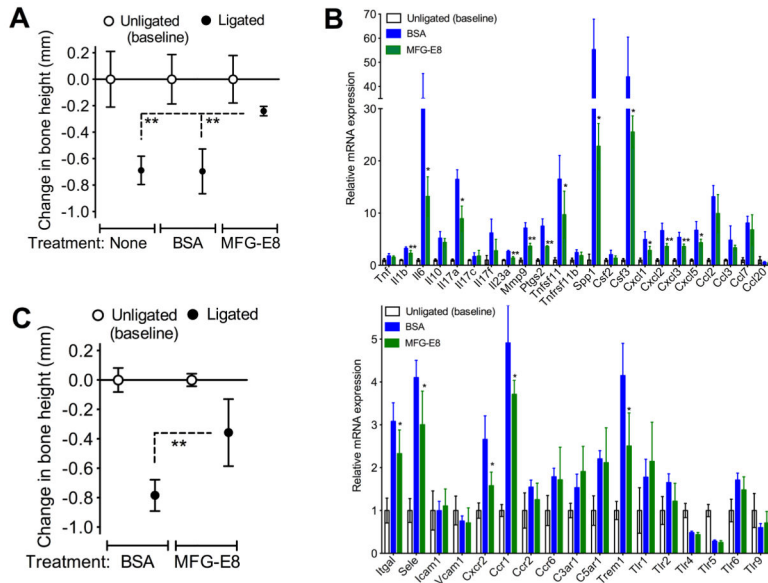 A
Unligated (baseline)
Ligated
Change in bone height (mm)
0.2
0.0
-0.2
-0.4
-0.6
-0.8
-1.0
**
**
Treatment: None BSA MFG-E8
B
Unligated (baseline)
BSA
MFG-E8
Relative mRNA expression
70
60
50
40
30
20
10
5
0
* * * ** ** ** * * * * ** ** *
Tnf Il1b Il6 Il10 Il17a Il17c Il17f Il23a Mmp9 Ptgs2 Tnfsf11 Tnfrsf11b Spp1 Csf2 Csf3 Cxcl1 Cxcl2 Cxcl3 Cxcl5 Ccl2 Ccl3 Ccl7 Ccl20
C
Unligated (baseline)
Ligated
Change in bone height (mm)
0.2
0.0
-0.2
-0.4
-0.6
-0.8
-1.0
**
Treatment: BSA MFG-E8
Unligated (baseline)
BSA
MFG-E8
Relative mRNA expression
5
4
3
2
1
0
* * * * *
Itgal Sele Icam1 Vcam1 Cxcr2 Ccr1 Ccr2 Ccr6 C3ar1 C5ar1 Trem1 Tlr1 Tlr2 Tlr4 Tlr5 Tlr6 Tlr9